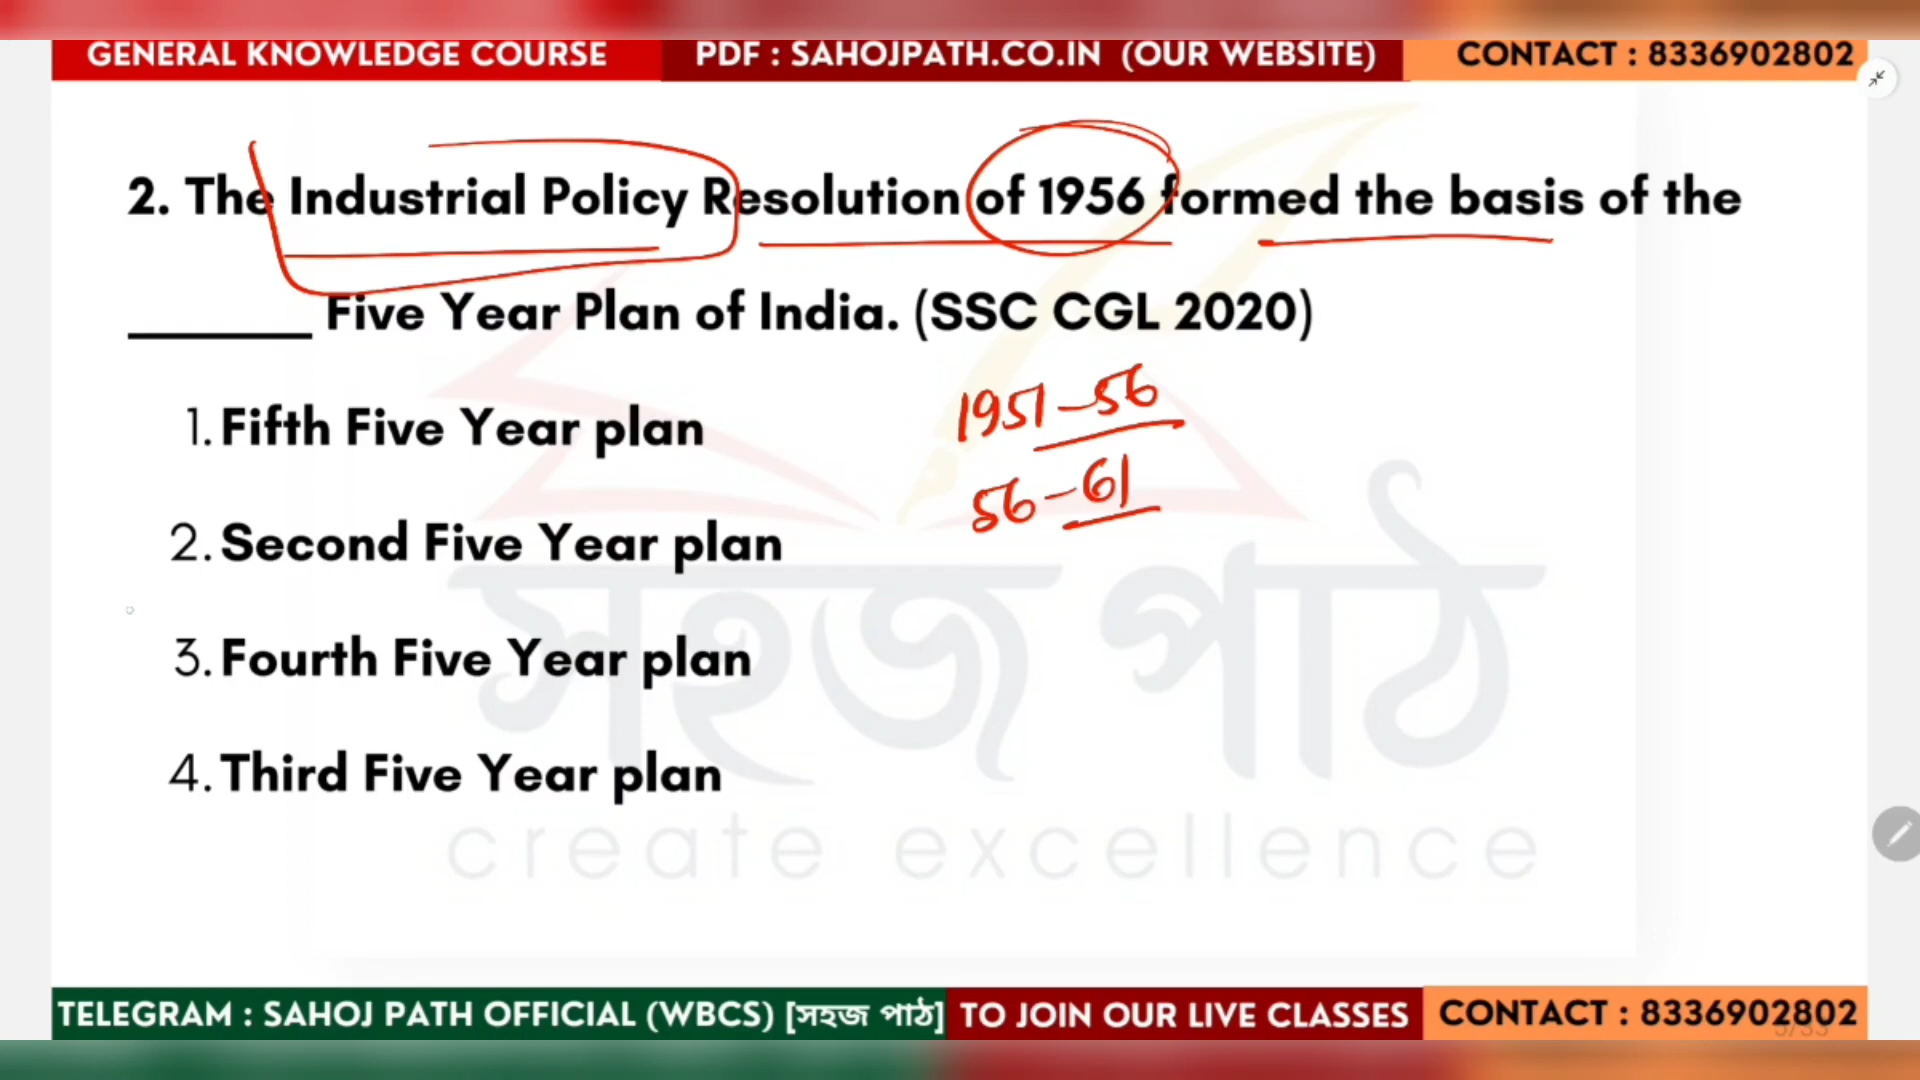 GENERAL KNOWLEDGE COURSE PDF : SAHOJPATH.CO.IN (OUR WEBSITE) CONTACT : 8336902802
2. The Industrial Policy Resolution of 1956 formed the basis of the
_______ Five Year Plan of India. (SSC CGL 2020)
1951-56
1. Fifth Five Year plan
56-61
2. Second Five Year plan
3. Fourth Five Year plan
4. Third Five Year plan
সহজ পাঠ
create excellence
TELEGRAM : SAHOJ PATH OFFICIAL (WBCS) [সহজ পাঠ] TO JOIN OUR LIVE CLASSES CONTACT : 8336902802